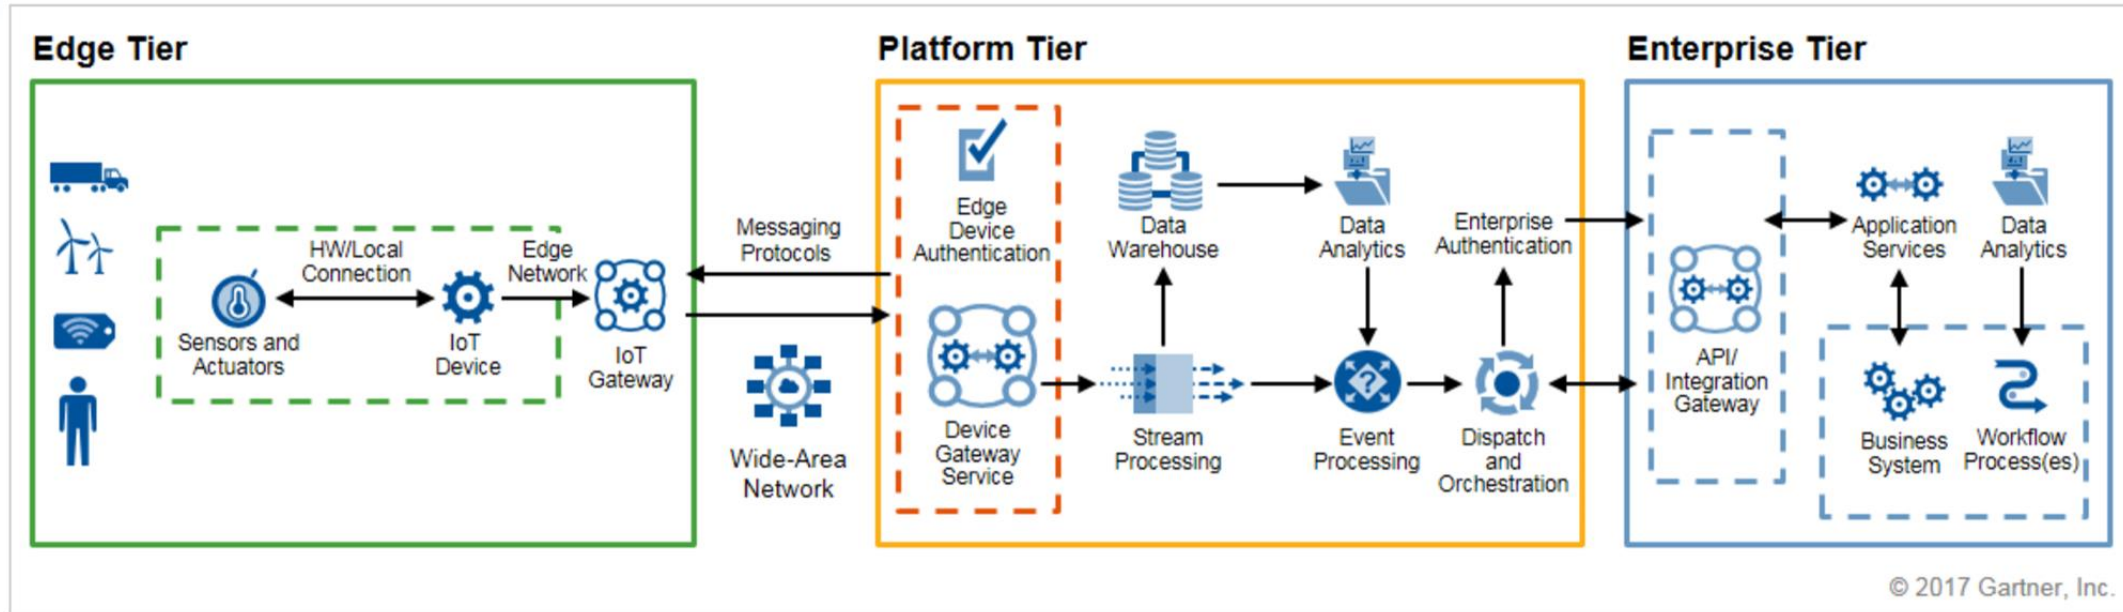 Edge Tier
Platform Tier
Enterprise Tier
HW/Local
Connection
Edge
Network
Sensors and
Actuators
IoT
Device
IoT
Gateway
Messaging
Protocols
Wide-Area
Network
Edge
Device
Authentication
Device
Gateway
Service
Data
Warehouse
Data
Analytics
Enterprise
Authentication
Stream
Processing
?
Event
Processing
Dispatch
and
Orchestration
API/
Integration
Gateway
Application
Services
Data
Analytics
Business
System
Workflow
Process(es)
© 2017 Gartner, Inc.